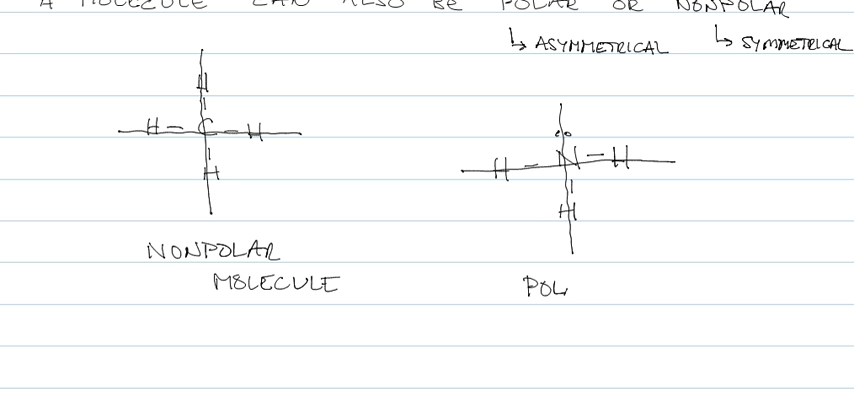 A MOLECULE CAN ALSO BE POLAR OR NONPOLAR
↳ ASYMMETRICAL ↳ SYMMETRICAL
H
H - C - H
H
H - N - H
H
NONPOLAR
MOLECULE
POL